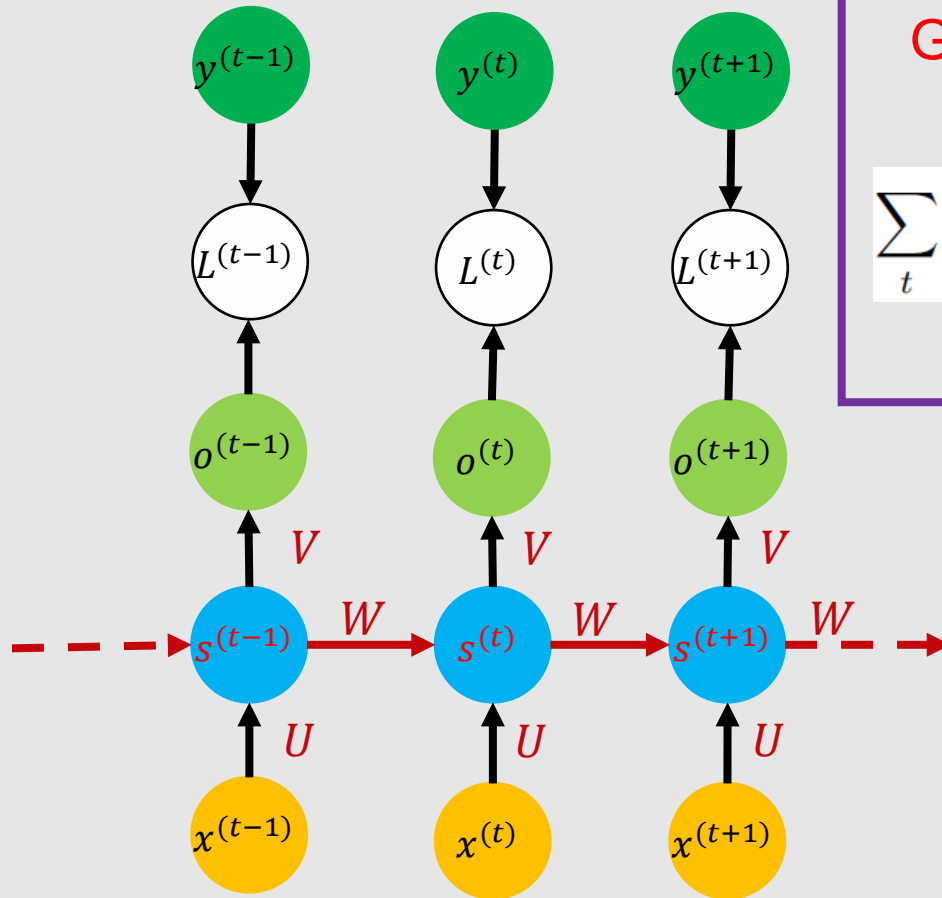 y^(t−1) y^(t) y^(t+1) G
∑
t
L^(t−1) L^(t) L^(t+1)
o^(t−1) o^(t) o^(t+1)
V V V
W W W
s^(t−1) s^(t) s^(t+1)
U U U
x^(t−1) x^(t) x^(t+1)